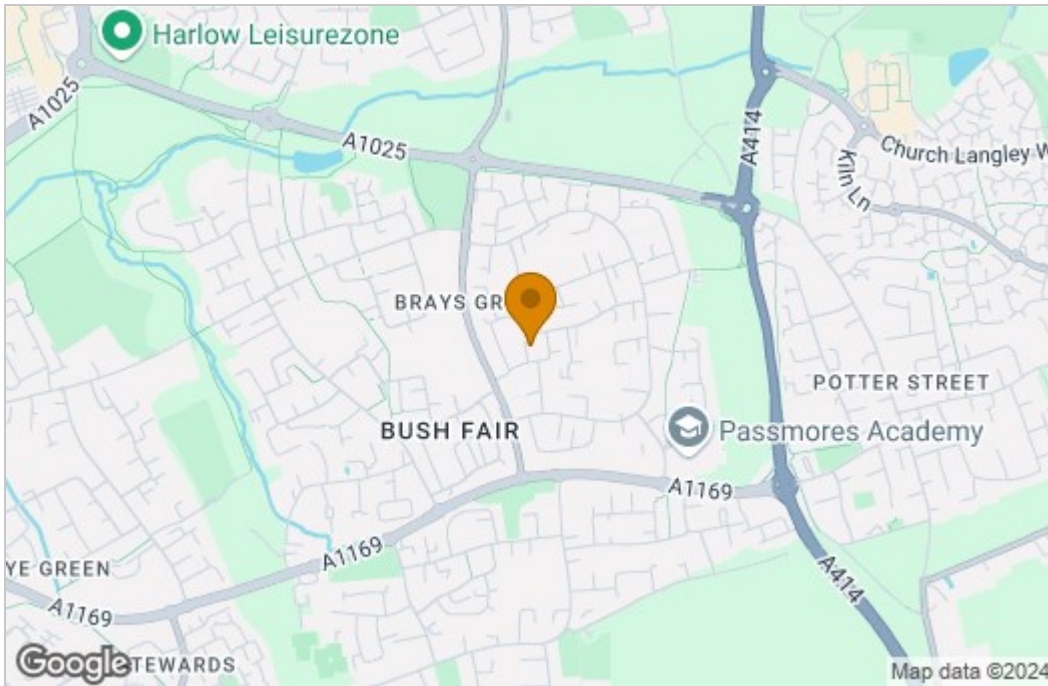 Harlow Leisurezone
A1025
A1025
A414
Church Langley W
Kiln Ln
BRAYS GR
POTTER STREET
BUSH FAIR
Passmores Academy
A1169
A1169
A414
YE GREEN
A1169
STEWARDS
Google
Map data ©2024